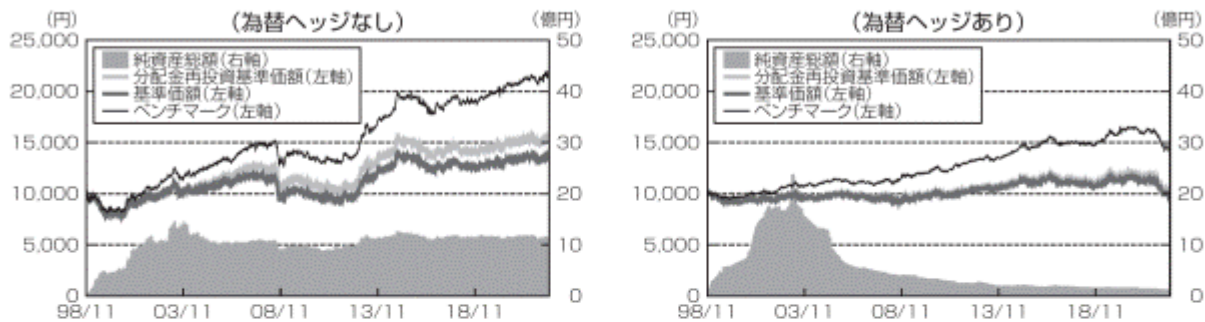 (円)
(為替ヘッジなし)
(億円)
25,000
20,000
15,000
10,000
5,000
0
純資産総額(右軸)
分配金再投資基準価額(左軸)
基準価額(左軸)
ベンチマーク(左軸)
50
40
30
20
10
0
98/11
03/11
08/11
13/11
18/11
(円)
(為替ヘッジあり)
(億円)
25,000
20,000
15,000
10,000
5,000
0
純資産総額(右軸)
分配金再投資基準価額(左軸)
基準価額(左軸)
ベンチマーク(左軸)
50
40
30
20
10
0
98/11
03/11
08/11
13/11
18/11